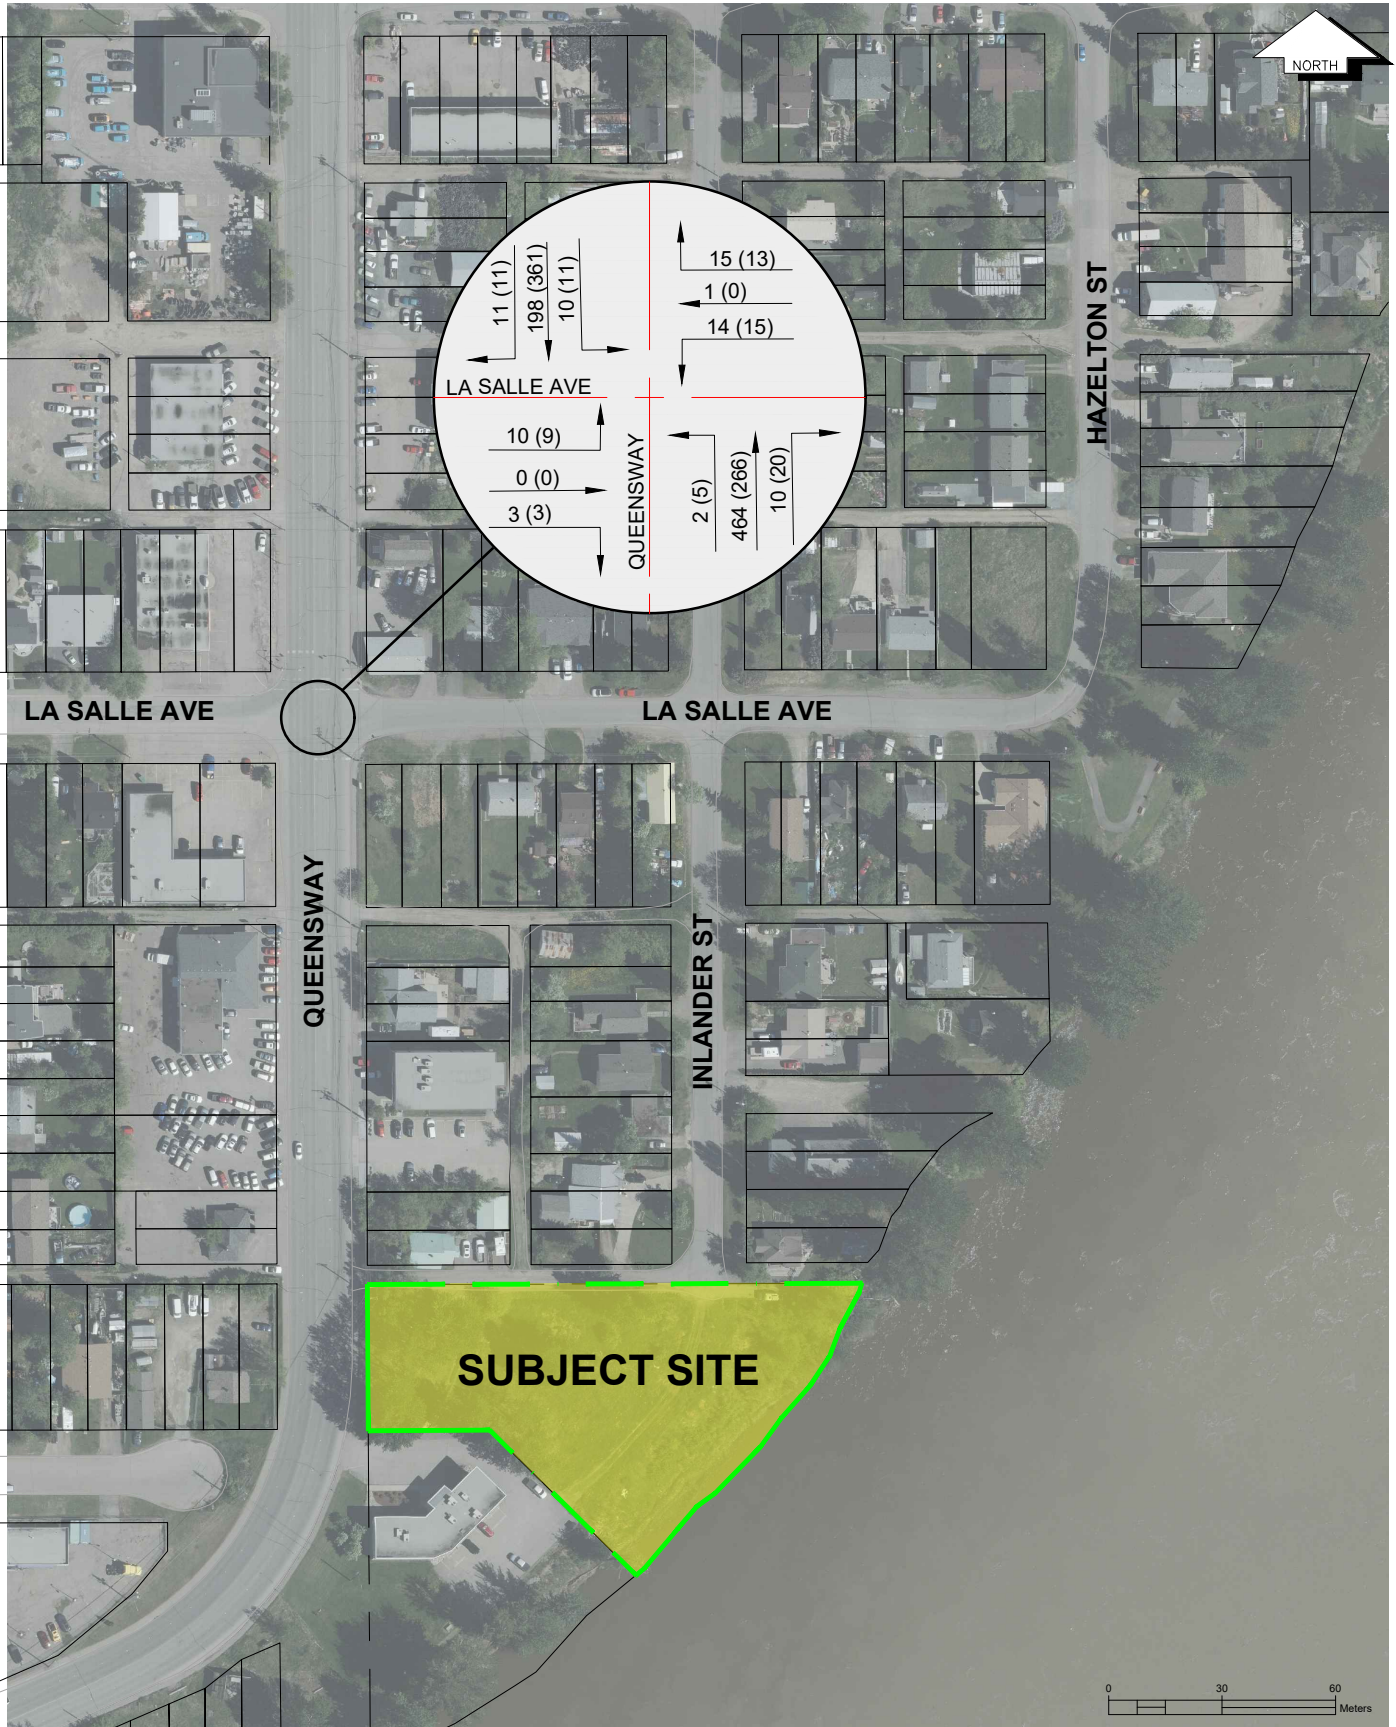 NORTH
11 (11)
198 (361)
10 (11)
15 (13)
1 (0)
14 (15)
LA SALLE AVE
10 (9)
0 (0)
3 (3)
QUEENSWAY
2 (5)
464 (266)
10 (20)
HAZELTON ST
LA SALLE AVE
LA SALLE AVE
QUEENSWAY
INLANDER ST
SUBJECT SITE
0 30 60
Meters